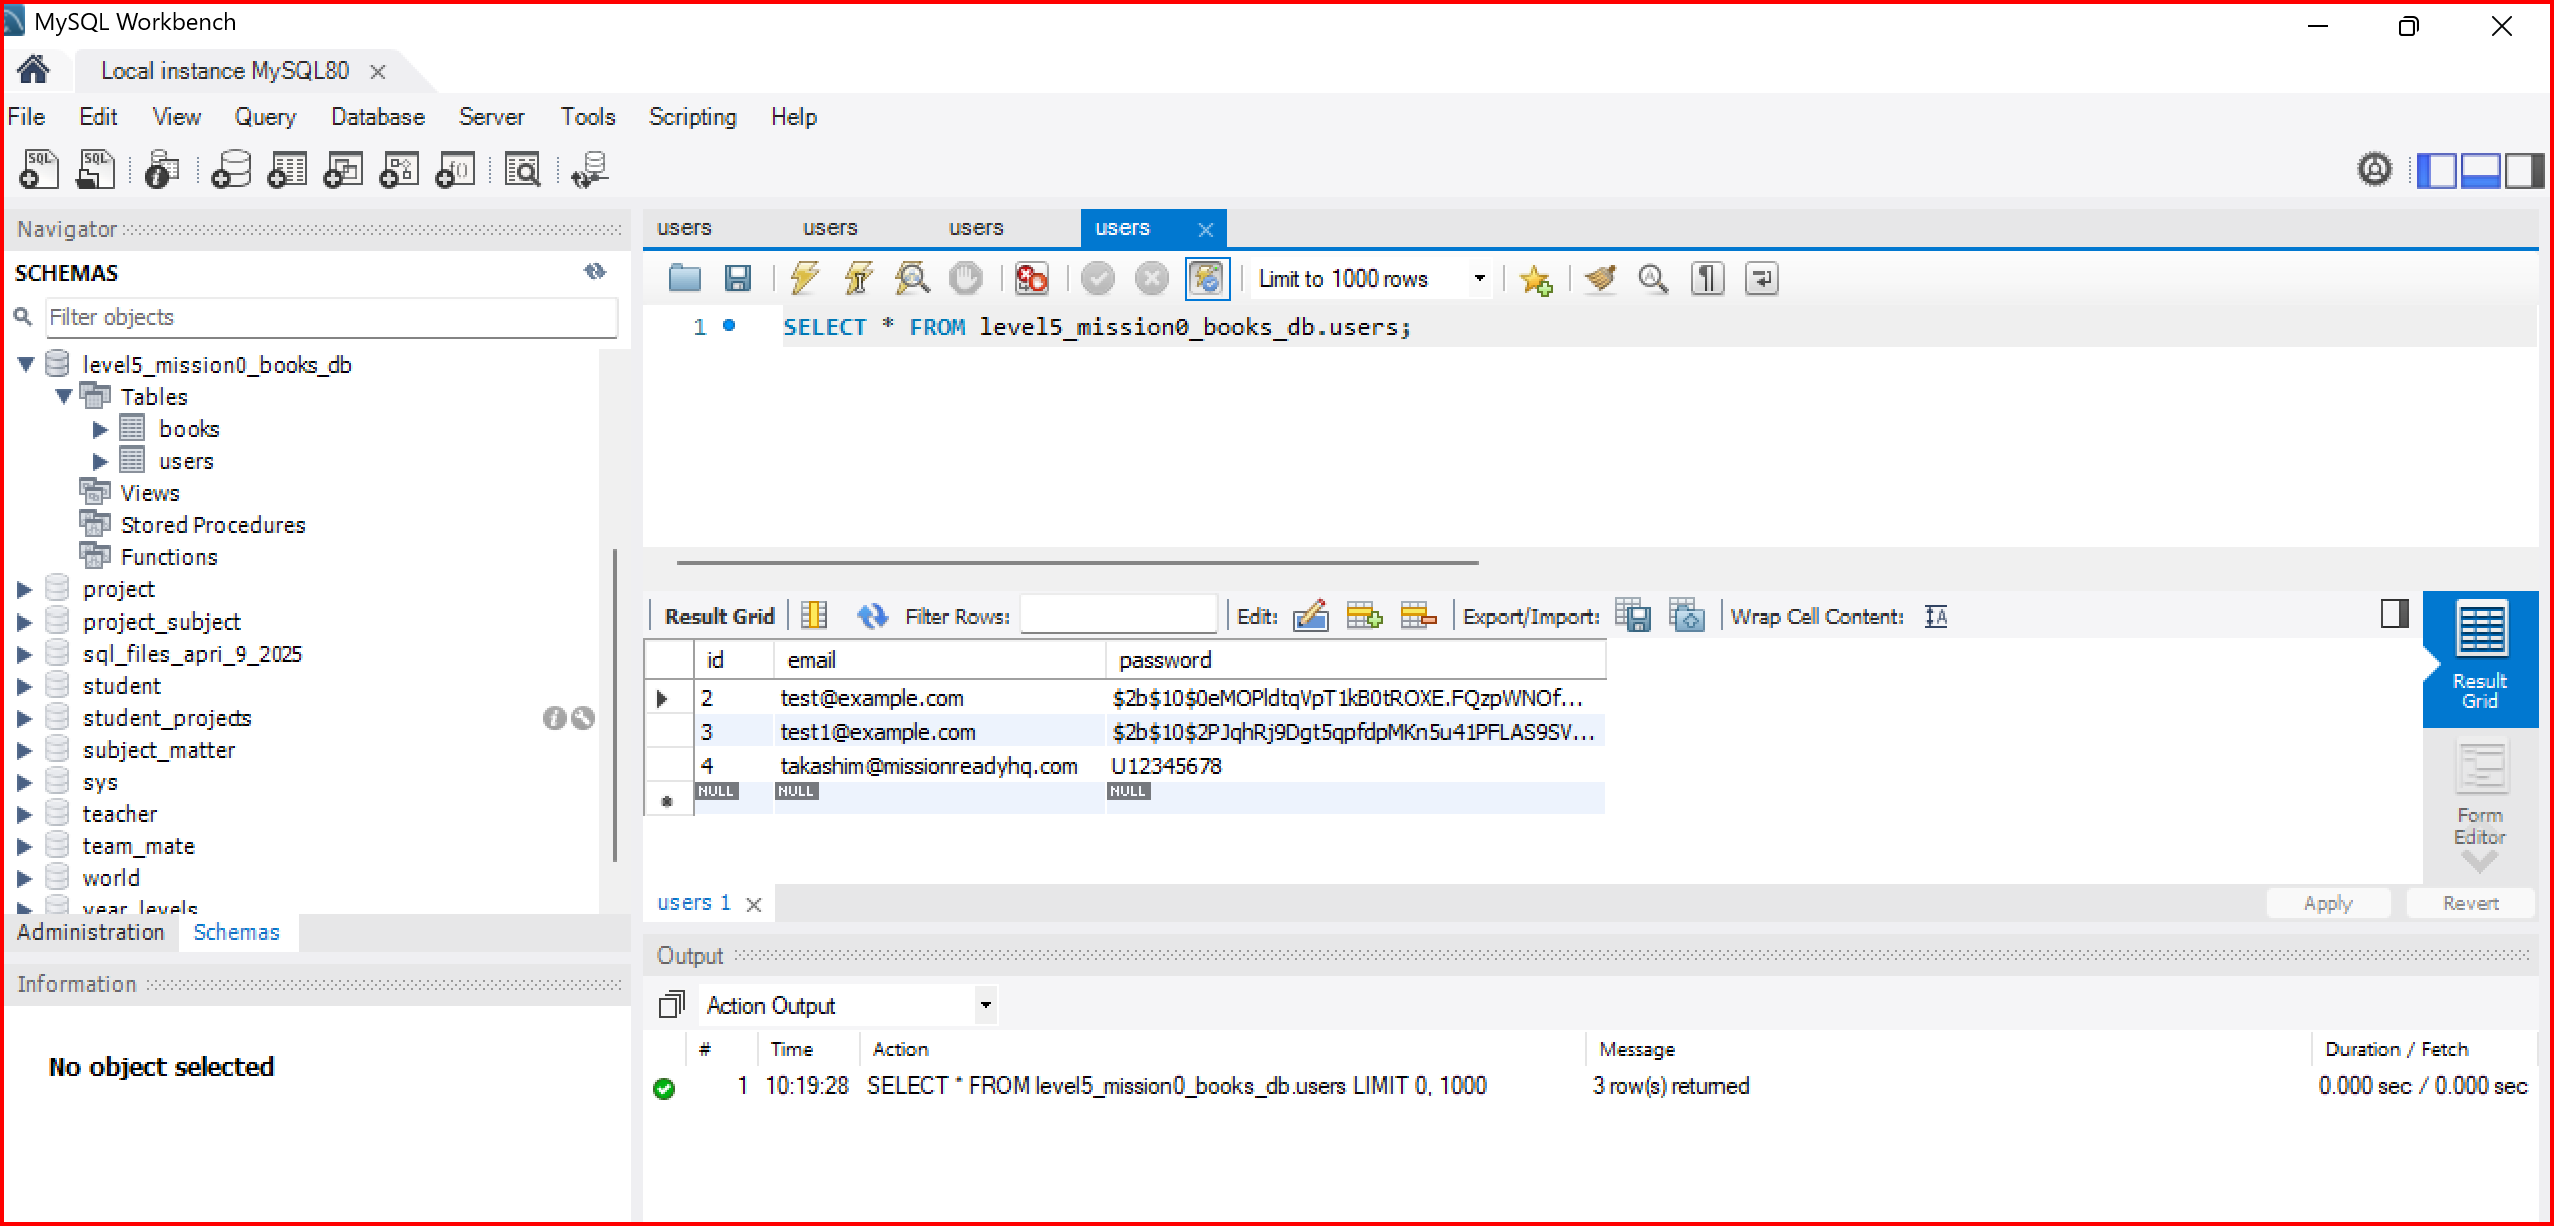 MySQL Workbench
Local instance MySQL80
File Edit View Query Database Server Tools Scripting Help
Navigator
SCHEMAS
Filter objects
level5_mission0_books_db
Tables
books
users
Views
Stored Procedures
Functions
project
project_subject
sql_files_apri_9_2025
student
student_projects
subject_matter
sys
teacher
team_mate
world
year_levels
Administration Schemas
Information
No object selected
users users users users
Limit to 1000 rows
1 SELECT * FROM level5_mission0_books_db.users;
Result Grid Filter Rows: Edit: Export/Import: Wrap Cell Content:
id email password
2 test@example.com $2b$10$0eMOPldtqVpT1kB0tROXE.FQzpWNOf...
3 test1@example.com $2b$10$2PJqhRj9Dgt5qpfdpMKn5u41PFLAS9SV...
4 takashim@missionreadyhq.com U12345678
NULL NULL NULL
Result
Grid
Form
Editor
users 1
Apply Revert
Output
Action Output
# Time Action Message Duration / Fetch
1 10:19:28 SELECT * FROM level5_mission0_books_db.users LIMIT 0, 1000 3 row(s) returned 0.000 sec / 0.000 sec